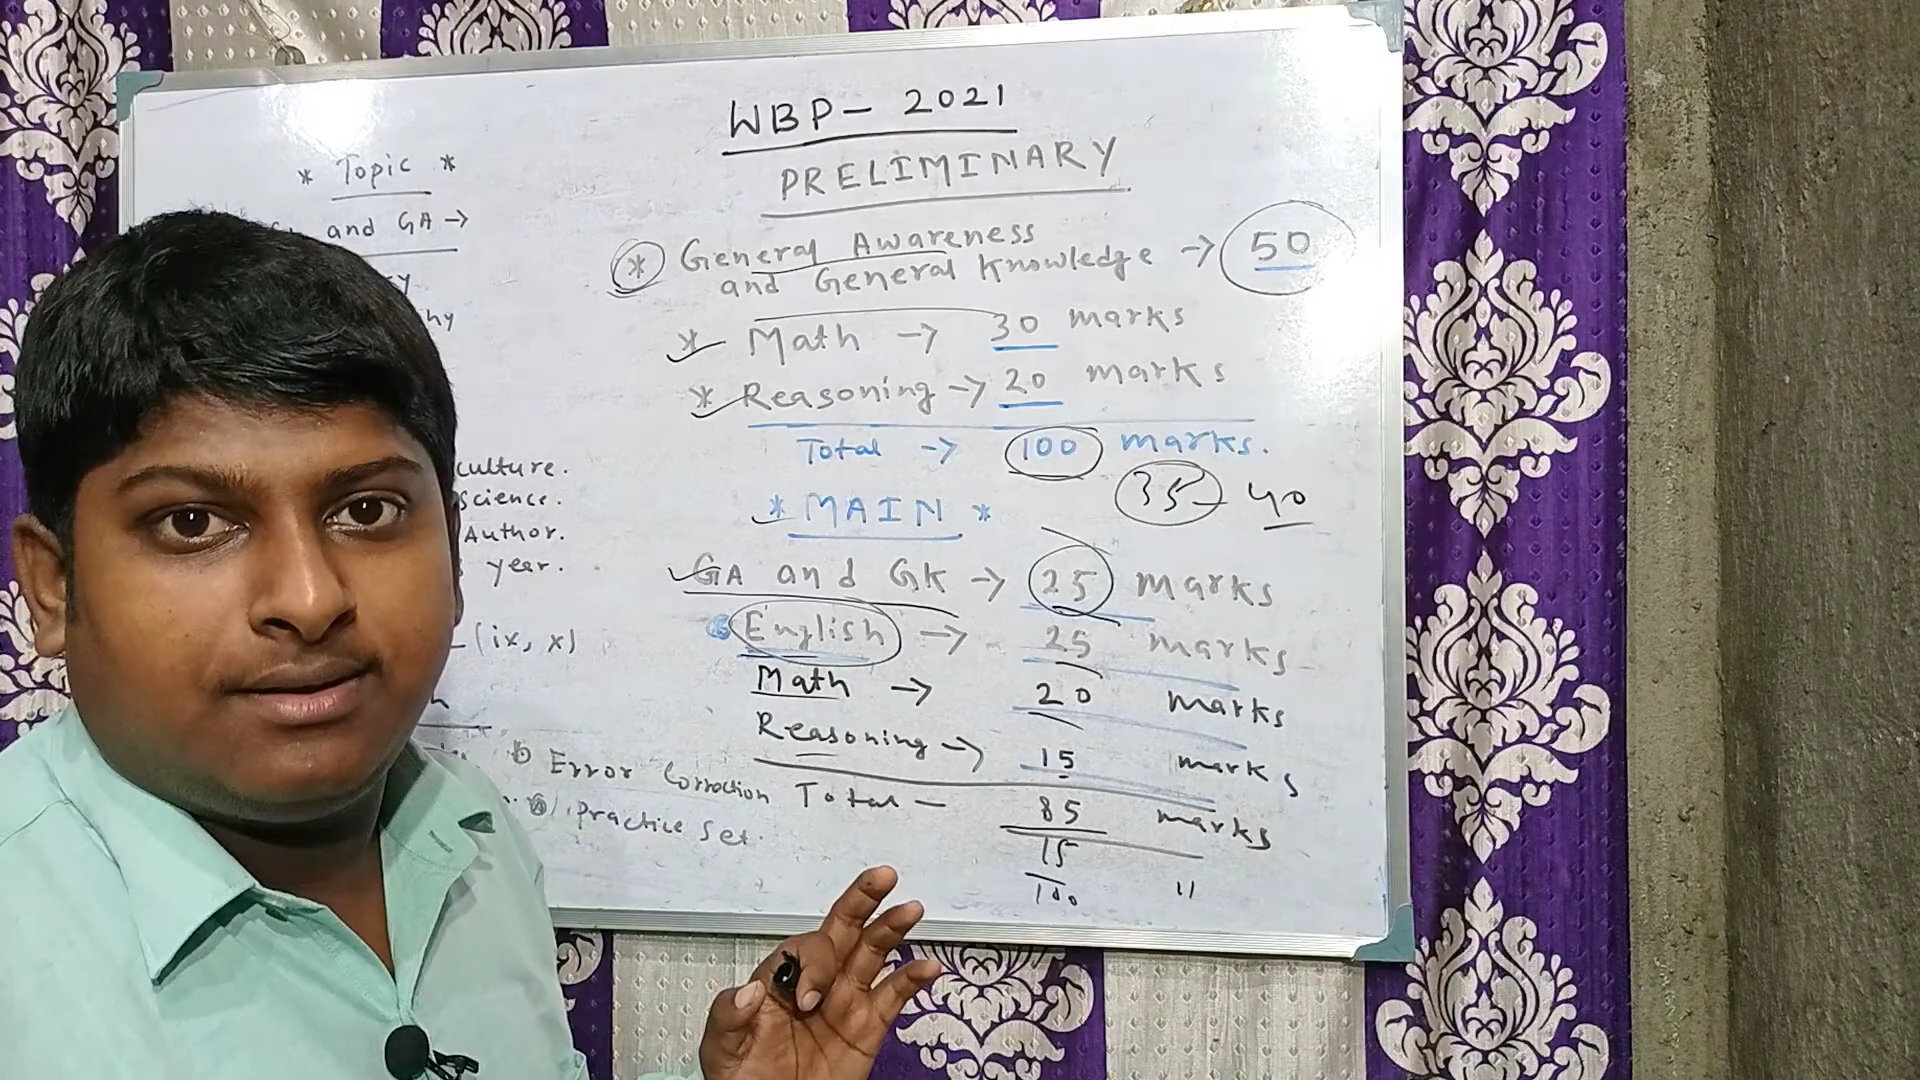 WBP - 2021
PRELIMINARY
* General Awareness
and General Knowledge → 50
* Math → 30 marks
* Reasoning → 20 marks
Total → 100 marks.
35 - 40
* MAIN *
GA and GK → 25 marks
English → 25 marks
Math → 20 marks
Reasoning → 15 marks
Total - 85 marks
15
100 "
* Topic *
and GA →
culture.
science.
Author.
year.
(ix, x)
Error Corroction
practice Set.